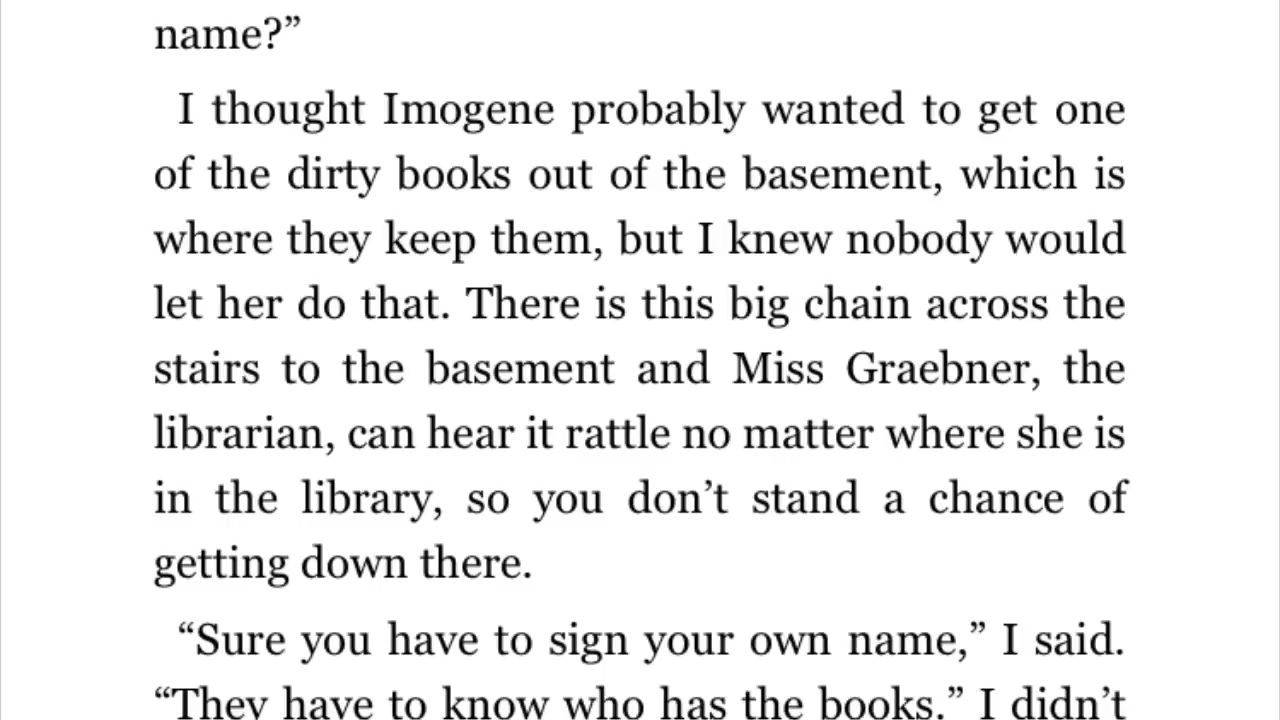 name?”
I thought Imogene probably wanted to get one
of the dirty books out of the basement, which is
where they keep them, but I knew nobody would
let her do that. There is this big chain across the
stairs to the basement and Miss Graebner, the
librarian, can hear it rattle no matter where she is
in the library, so you don’t stand a chance of
getting down there.
“Sure you have to sign your own name,” I said.
“They have to know who has the books.” I didn’t